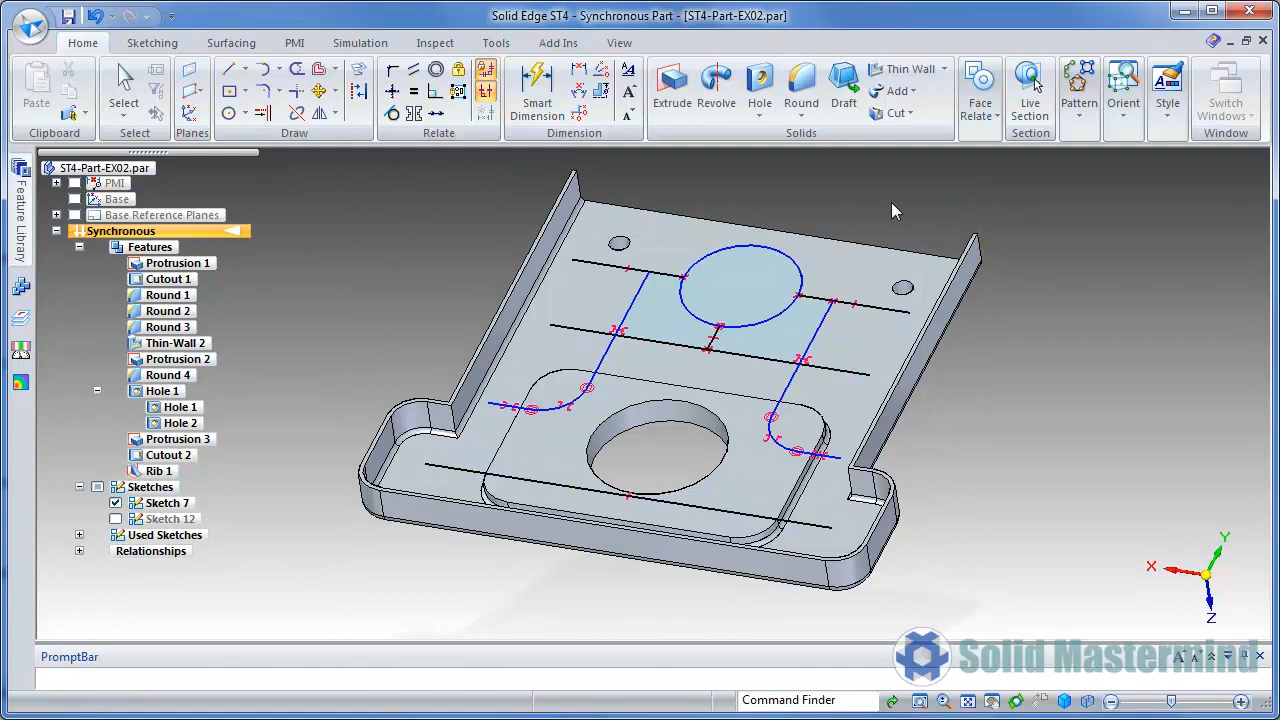 Solid Edge ST4 - Synchronous Part - [ST4-Part-EX02.par]
Home Sketching Surfacing PMI Simulation Inspect Tools Add Ins View
Paste
Select
Smart
Dimension
Extrude
Revolve
Hole
Round
Draft
Thin Wall
Add
Cut
Face
Relate
Live
Section
Pattern
Orient
Style
Switch
Windows
Clipboard Select Planes Draw Relate Dimension Solids Section Window
Feature Library
ST4-Part-EX02.par
PMI
Base
Base Reference Planes
Synchronous
Features
Protrusion 1
Cutout 1
Round 1
Round 2
Round 3
Thin-Wall 2
Protrusion 2
Round 4
Hole 1
Hole 1
Hole 2
Protrusion 3
Cutout 2
Rib 1
Sketches
Sketch 7
Sketch 12
Used Sketches
Relationships
X
Y
Z
PromptBar
Solid Mastermind
Command Finder